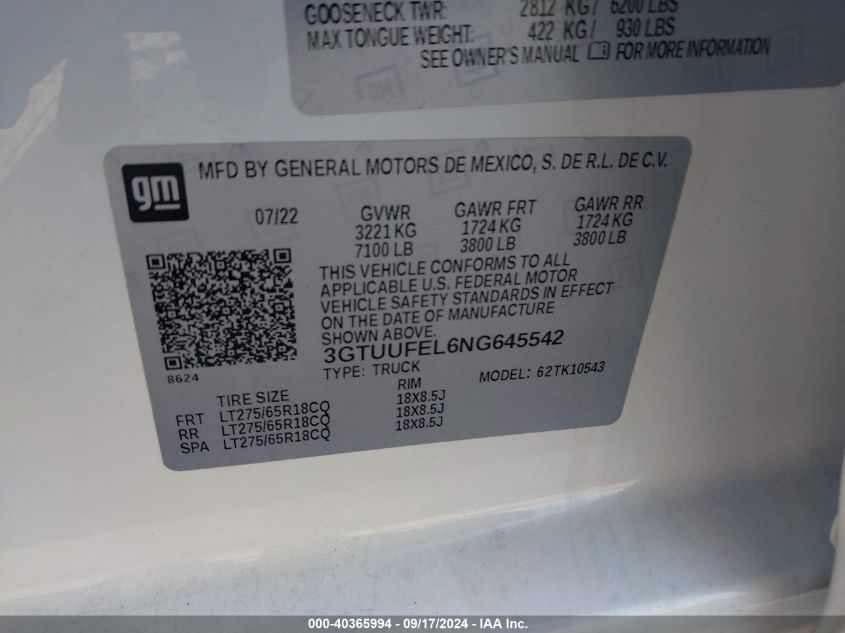 GOOSENECK TWR: 2812 KG/ 6200 LBS
MAX TONGUE WEIGHT: 422 KG/ 930 LBS
SEE OWNER'S MANUAL FOR MORE INFORMATION
gm
MFD BY GENERAL MOTORS DE MEXICO, S. DE R.L. DE C.V.
07/22 GVWR GAWR FRT GAWR RR
3221 KG 1724 KG 1724 KG
7100 LB 3800 LB 3800 LB
THIS VEHICLE CONFORMS TO ALL
APPLICABLE U.S. FEDERAL MOTOR
VEHICLE SAFETY STANDARDS IN EFFECT
ON THE DATE OF MANUFACTURE
SHOWN ABOVE.
3GTUUFEL6NG645542
8624 TYPE: TRUCK MODEL: 62TK10543
TIRE SIZE RIM
FRT LT275/65R18CQ 18X8.5J
RR LT275/65R18CQ 18X8.5J
SPA LT275/65R18CQ 18X8.5J
000-40365994 - 09/17/2024 - IAA Inc.